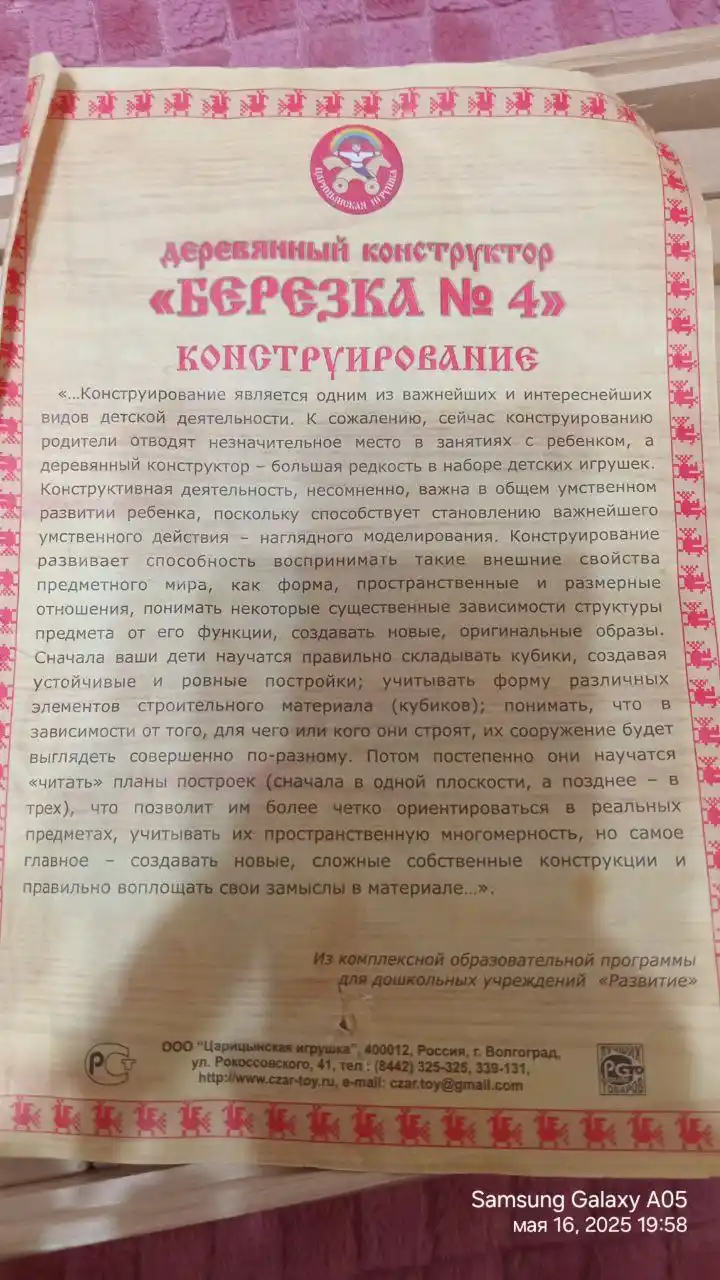 ЦАРИЦЫНСКАЯ ИГРУШКА
деревянный конструктор
«БЕРЕЗКА № 4»
КОНСТРУИРОВАНИЕ
«...Конструирование является одним из важнейших и интереснейших
видов детской деятельности. К сожалению, сейчас конструированию
родители отводят незначительное место в занятиях с ребенком, а
деревянный конструктор – большая редкость в наборе детских игрушек.
Конструктивная деятельность, несомненно, важна в общем умственном
развитии ребенка, поскольку способствует становлению важнейшего
умственного действия – наглядного моделирования. Конструирование
развивает способность воспринимать такие внешние свойства
предметного мира, как форма, пространственные и размерные
отношения, понимать некоторые существенные зависимости структуры
предмета от его функции, создавать новые, оригинальные образы.
Сначала ваши дети научатся правильно складывать кубики, создавая
устойчивые и ровные постройки; учитывать форму различных
элементов строительного материала (кубиков); понимать, что в
зависимости от того, для чего или кого они строят, их сооружение будет
выглядеть совершенно по-разному. Потом постепенно они научатся
«читать» планы построек (сначала в одной плоскости, а позднее – в
трех), что позволит им более четко ориентироваться в реальных
предметах, учитывать их пространственную многомерность, но самое
главное – создавать новые, сложные собственные конструкции и
правильно воплощать свои замыслы в материале...».
Из комплексной образовательной программы
для дошкольных учреждений «Развитие»
РСТ
ООО "Царицынская игрушка", 400012, Россия, г. Волгоград,
ул. Рокоссовского, 41, тел : (8442) 325-325, 339-131,
http://www.czar-toy.ru, e-mail: czar.toy@gmail.com
ЛУЧШИХ
ТОВАРОВ
Samsung Galaxy A05
мая 16, 2025 19:58